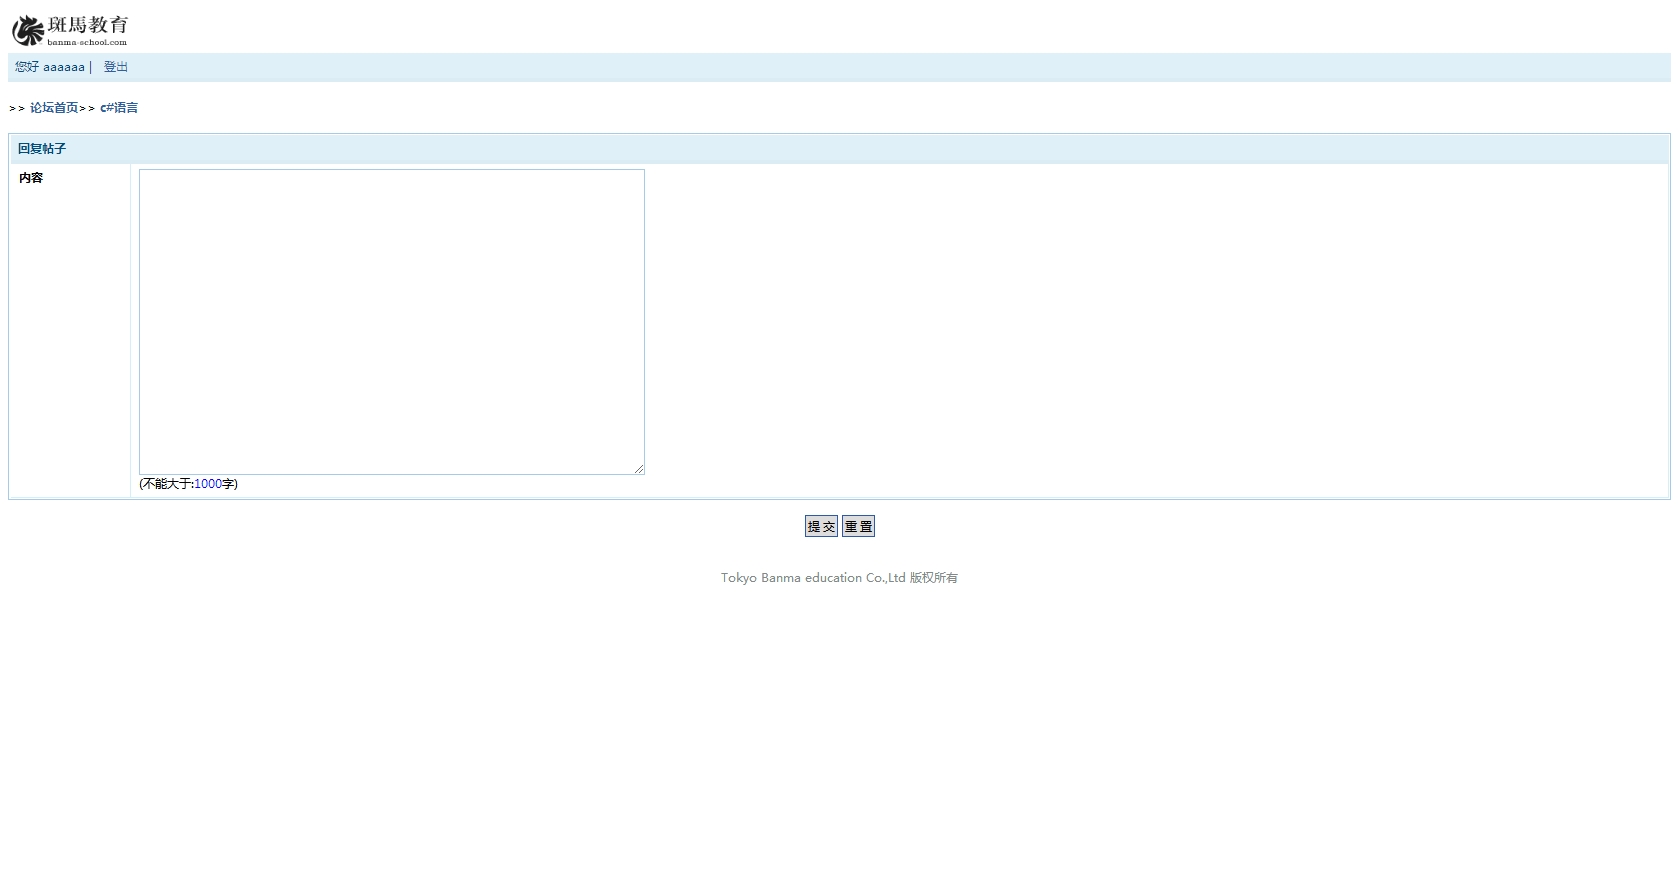 斑馬教育
banma-school.com
您好 aaaaaa | 登出
>> 论坛首页>> c#语言
回复帖子
内容
(不能大于:1000字)
提交 重置
Tokyo Banma education Co.,Ltd 版权所有